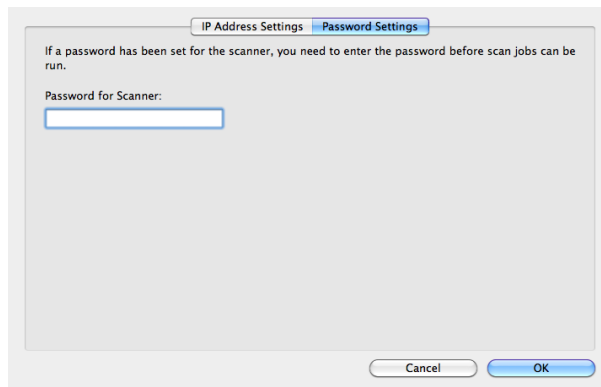 IP Address Settings Password Settings
If a password has been set for the scanner, you need to enter the password before scan jobs can be
run.
Password for Scanner:
Cancel OK